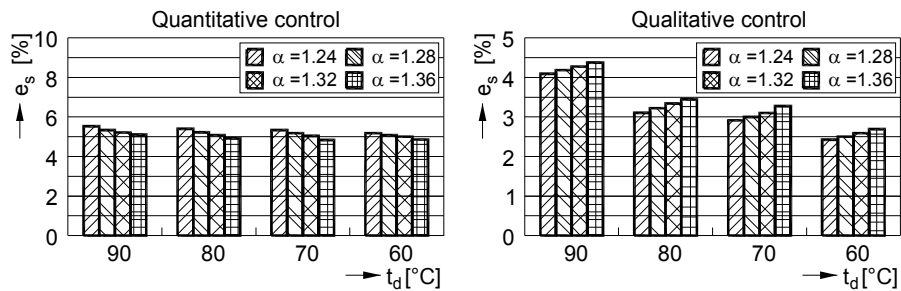 Quantitative control
e_s [%]
10
8
6
4
2
0
α =1.24 α =1.28
α =1.32 α =1.36
90 80 70 60
t_d [°C]
Qualitative control
e_s [%]
5
4
3
2
1
0
α =1.24 α =1.28
α =1.32 α =1.36
90 80 70 60
t_d [°C]